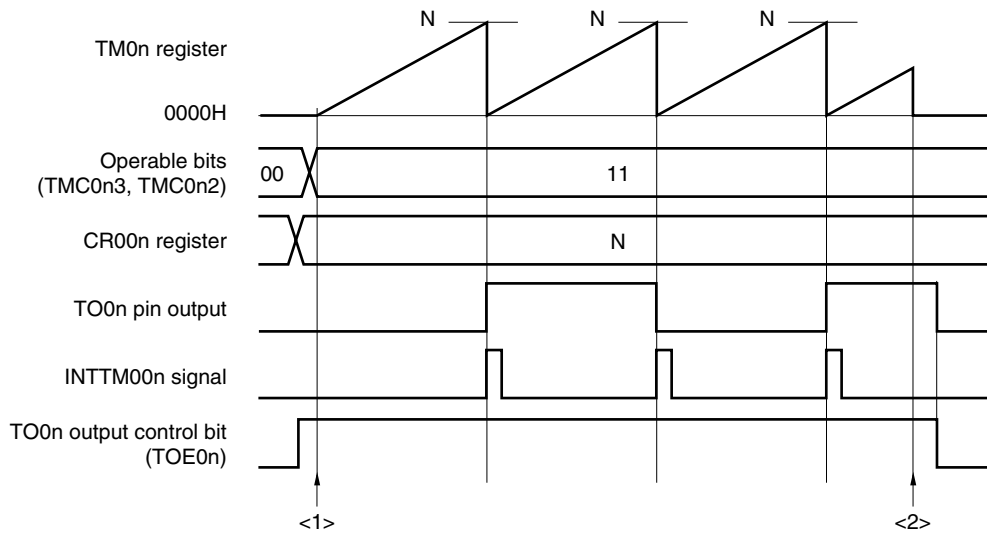 N N N
TM0n register
0000H
Operable bits
(TMC0n3, TMC0n2)
00 11
CR00n register
N
TO0n pin output
INTTM00n signal
TO0n output control bit
(TOE0n)
<1> <2>